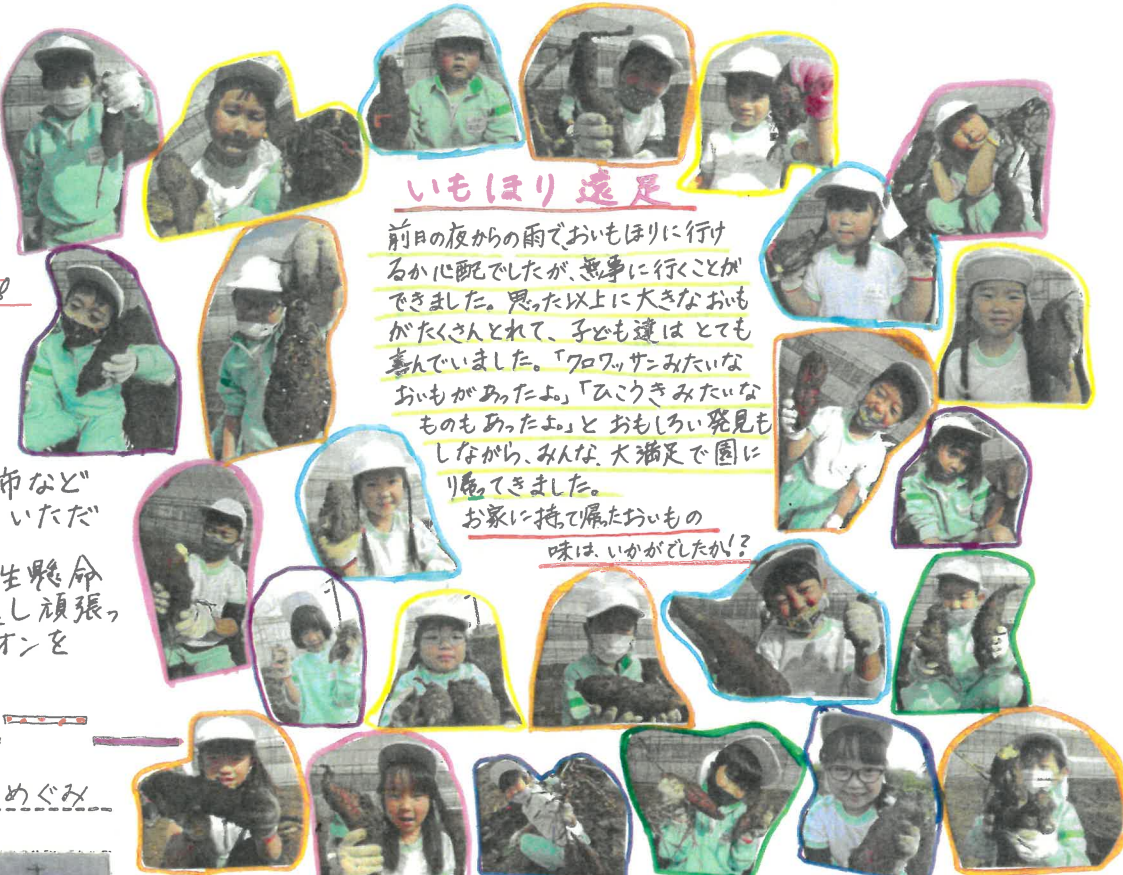 いもほり遠足
前日の夜からの雨で、おいもほりに行け
るか心配でしたが、無事に行くことが
できました。思った以上に大きなおいも
がたくさんとれて、子ども達はとても
喜んでいました。「クロワッサンみたいな
おいもがあったよ。」「ひこうきみたいな
ものもあったよ。」とおもしろい発見も
しながら、みんな、大満足で園に
帰ってきました。
お家に持って帰ったおいもの
味は、いかがでしたか!?
市など
いただ
生懸命
し頑張っ
オンを
めぐみ